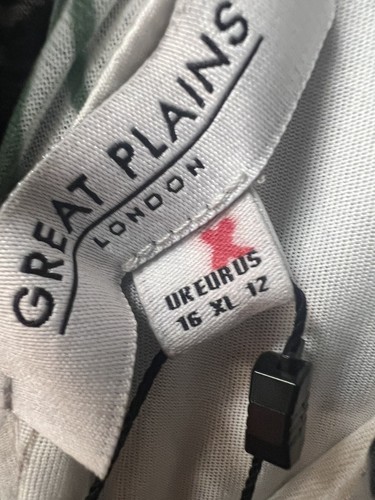 GREAT PLAINS
LONDON
UK EUR US
16 XL 12